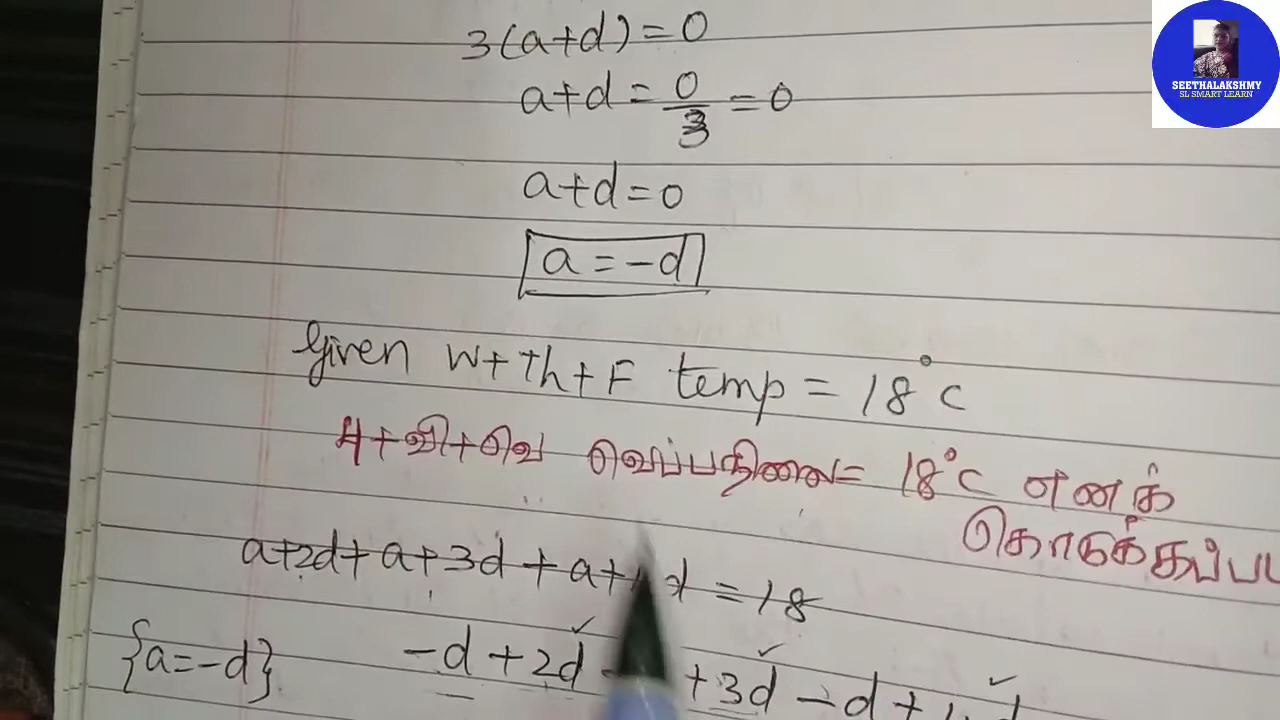 3(a+d) = 0
a+d = 0/3 = 0
a+d = 0
a = -d
Given W+Th+F temp = 18°C
பு+வி+வெ வெப்பநிலை = 18°C எனக்
கொடுக்கப்ப
a+2d+a+3d+a+ = 18
{a=-d} -d+2d +3d-d+
SEETHALAKSHMY
SL SMART LEARN